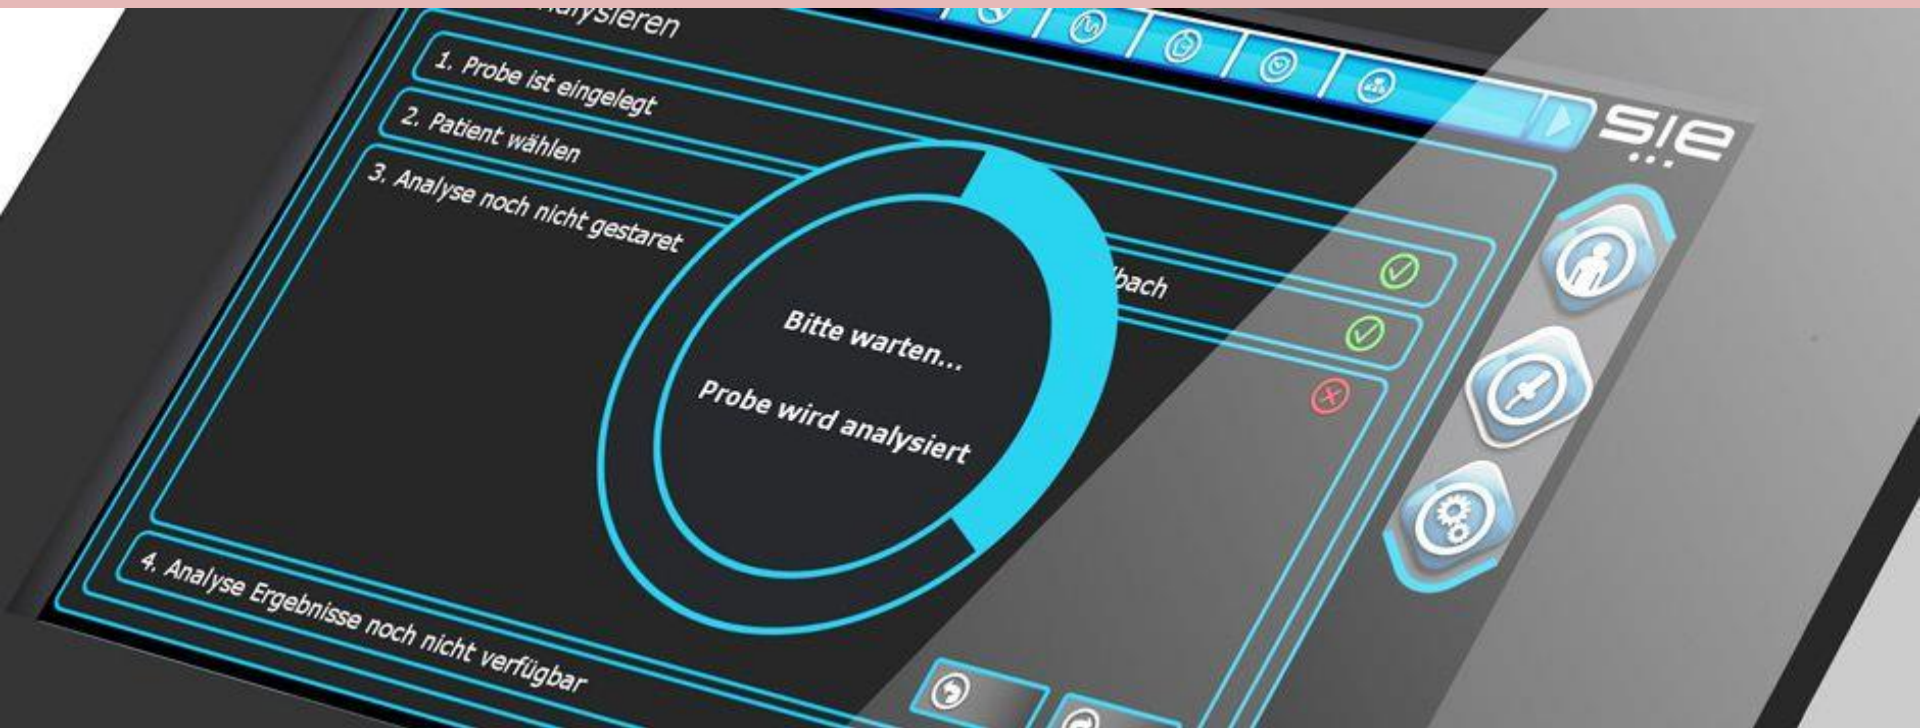 1. Probe ist eingelegt
2. Patient wählen
3. Analyse noch nicht gestaret
Bitte warten...
Probe wird analysiert
4. Analyse Ergebnisse noch nicht verfügbar
sie